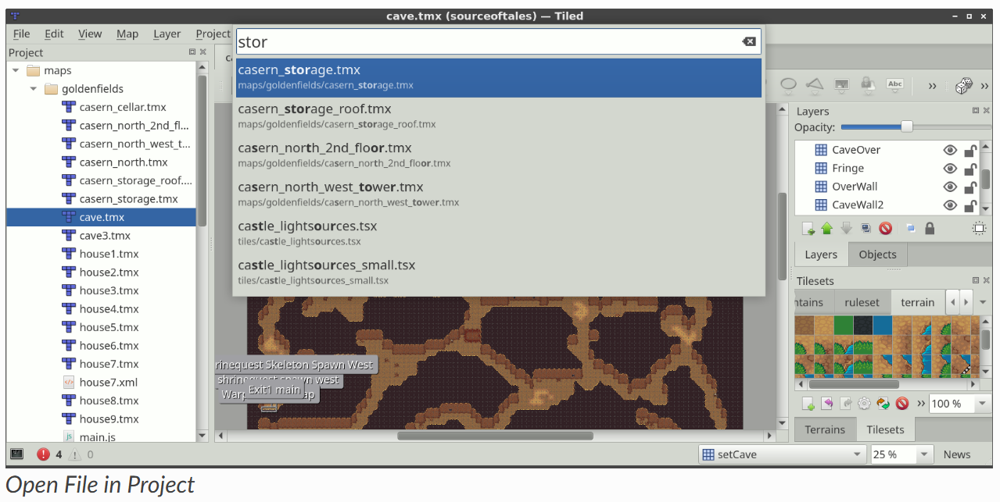 cave.tmx (sourceoftales) — Tiled
File Edit View Map Layer Project
Project
maps
goldenfields
casern_cellar.tmx
casern_north_2nd_fl...
casern_north_west_t...
casern_north.tmx
casern_storage_roof....
casern_storage.tmx
cave.tmx
cave3.tmx
house1.tmx
house2.tmx
house3.tmx
house4.tmx
house5.tmx
house6.tmx
house7.tmx
house7.xml
house8.tmx
house9.tmx
main.js
stor
casern_storage.tmx
maps/goldenfields/casern_storage.tmx
casern_storage_roof.tmx
maps/goldenfields/casern_storage_roof.tmx
casern_north_2nd_floor.tmx
maps/goldenfields/casern_north_2nd_floor.tmx
casern_north_west_tower.tmx
maps/goldenfields/casern_north_west_tower.tmx
castle_lightsources.tsx
tiles/castle_lightsources.tsx
castle_lightsources_small.tsx
tiles/castle_lightsources_small.tsx
rinequest Skeleton Spawn West
shrinequest spawn west
Exit1 main
Abc
Layers
Opacity:
CaveOver
Fringe
OverWall
CaveWall2
Layers Objects
Tilesets
ntains ruleset terrain
100 %
Terrains Tilesets
4 0
setCave 25 % News
Open File in Project